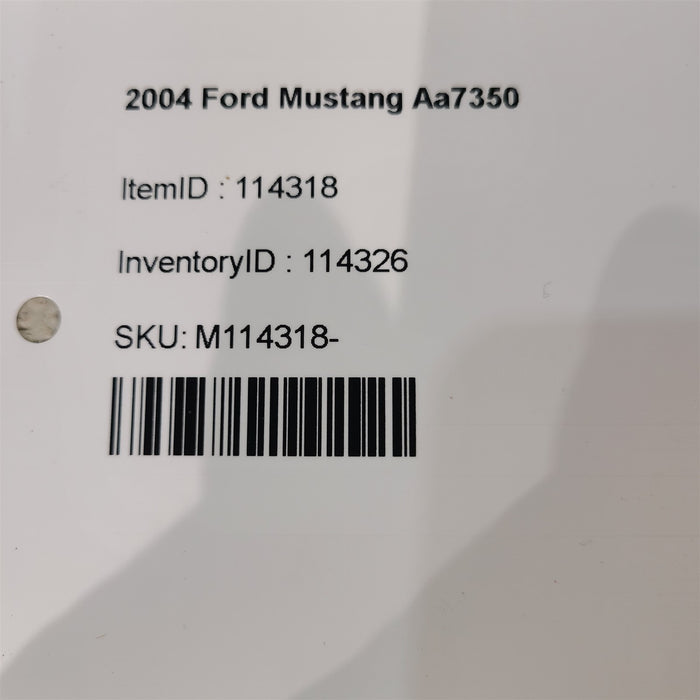 2004 Ford Mustang Aa7350
ItemID : 114318
InventoryID : 114326
SKU: M114318-